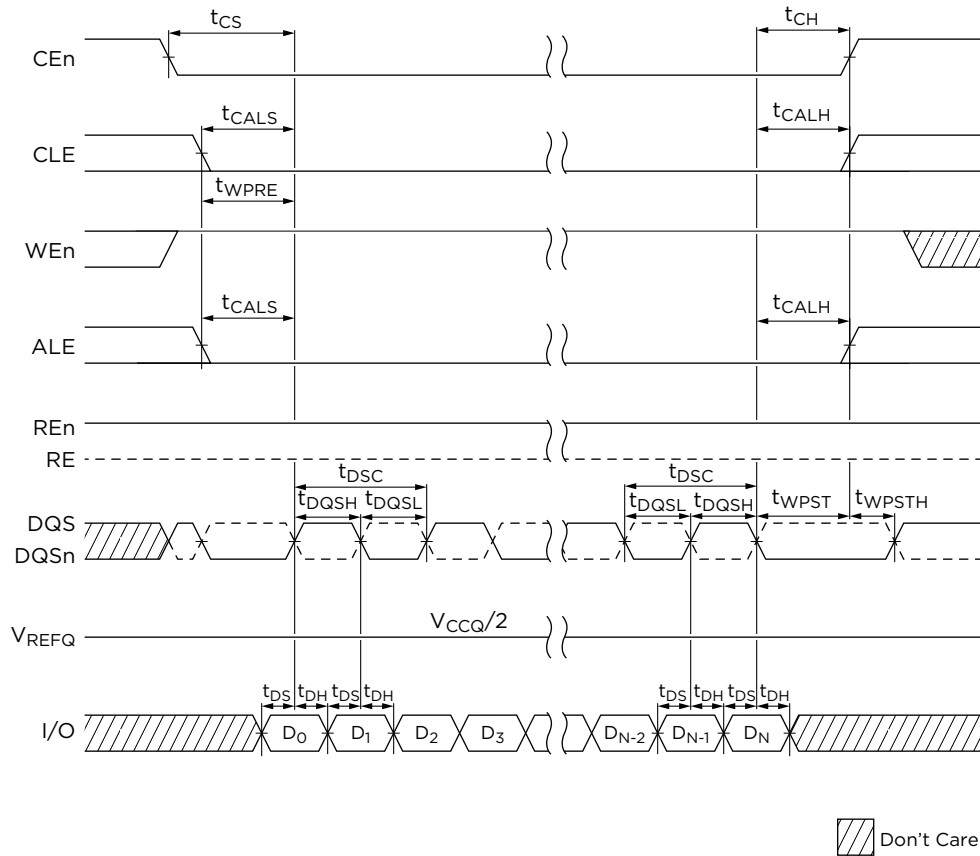 tCS
tCH
CEn
tCALS
tCALH
CLE
tWPRE
WEn
tCALS
tCALH
ALE
REn
RE
tDSC
tDSC
tDQSH tDQSL
tDQSL tDQSH tWPST tWPSTH
DQS
DQSn
VCCQ/2
VREFQ
tDS tDH tDS tDH
tDS tDH tDS tDH
I/O D0 D1 D2 D3 DN-2 DN-1 DN
Don't Care